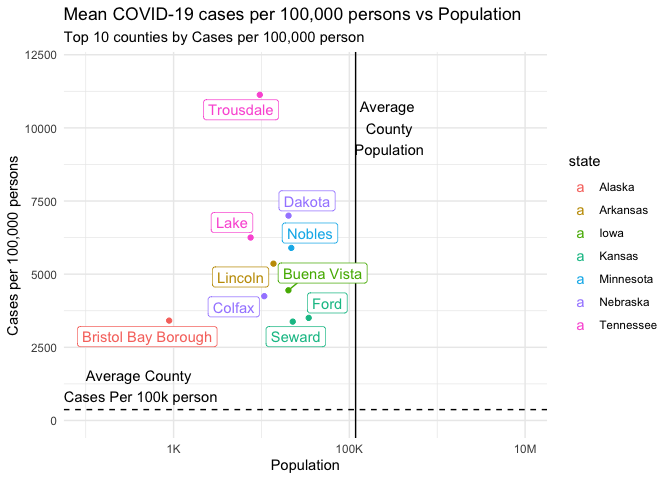 Mean COVID-19 cases per 100,000 persons vs Population
Top 10 counties by Cases per 100,000 person
12500
10000
7500
5000
2500
0
Cases per 100,000 persons
Trousdale
Average
County
Population
Dakota
Lake
Nobles
Lincoln
Buena Vista
Colfax
Ford
Bristol Bay Borough
Seward
Average County
Cases Per 100k person
1K
100K
10M
Population
state
a Alaska
a Arkansas
a Iowa
a Kansas
a Minnesota
a Nebraska
a Tennessee